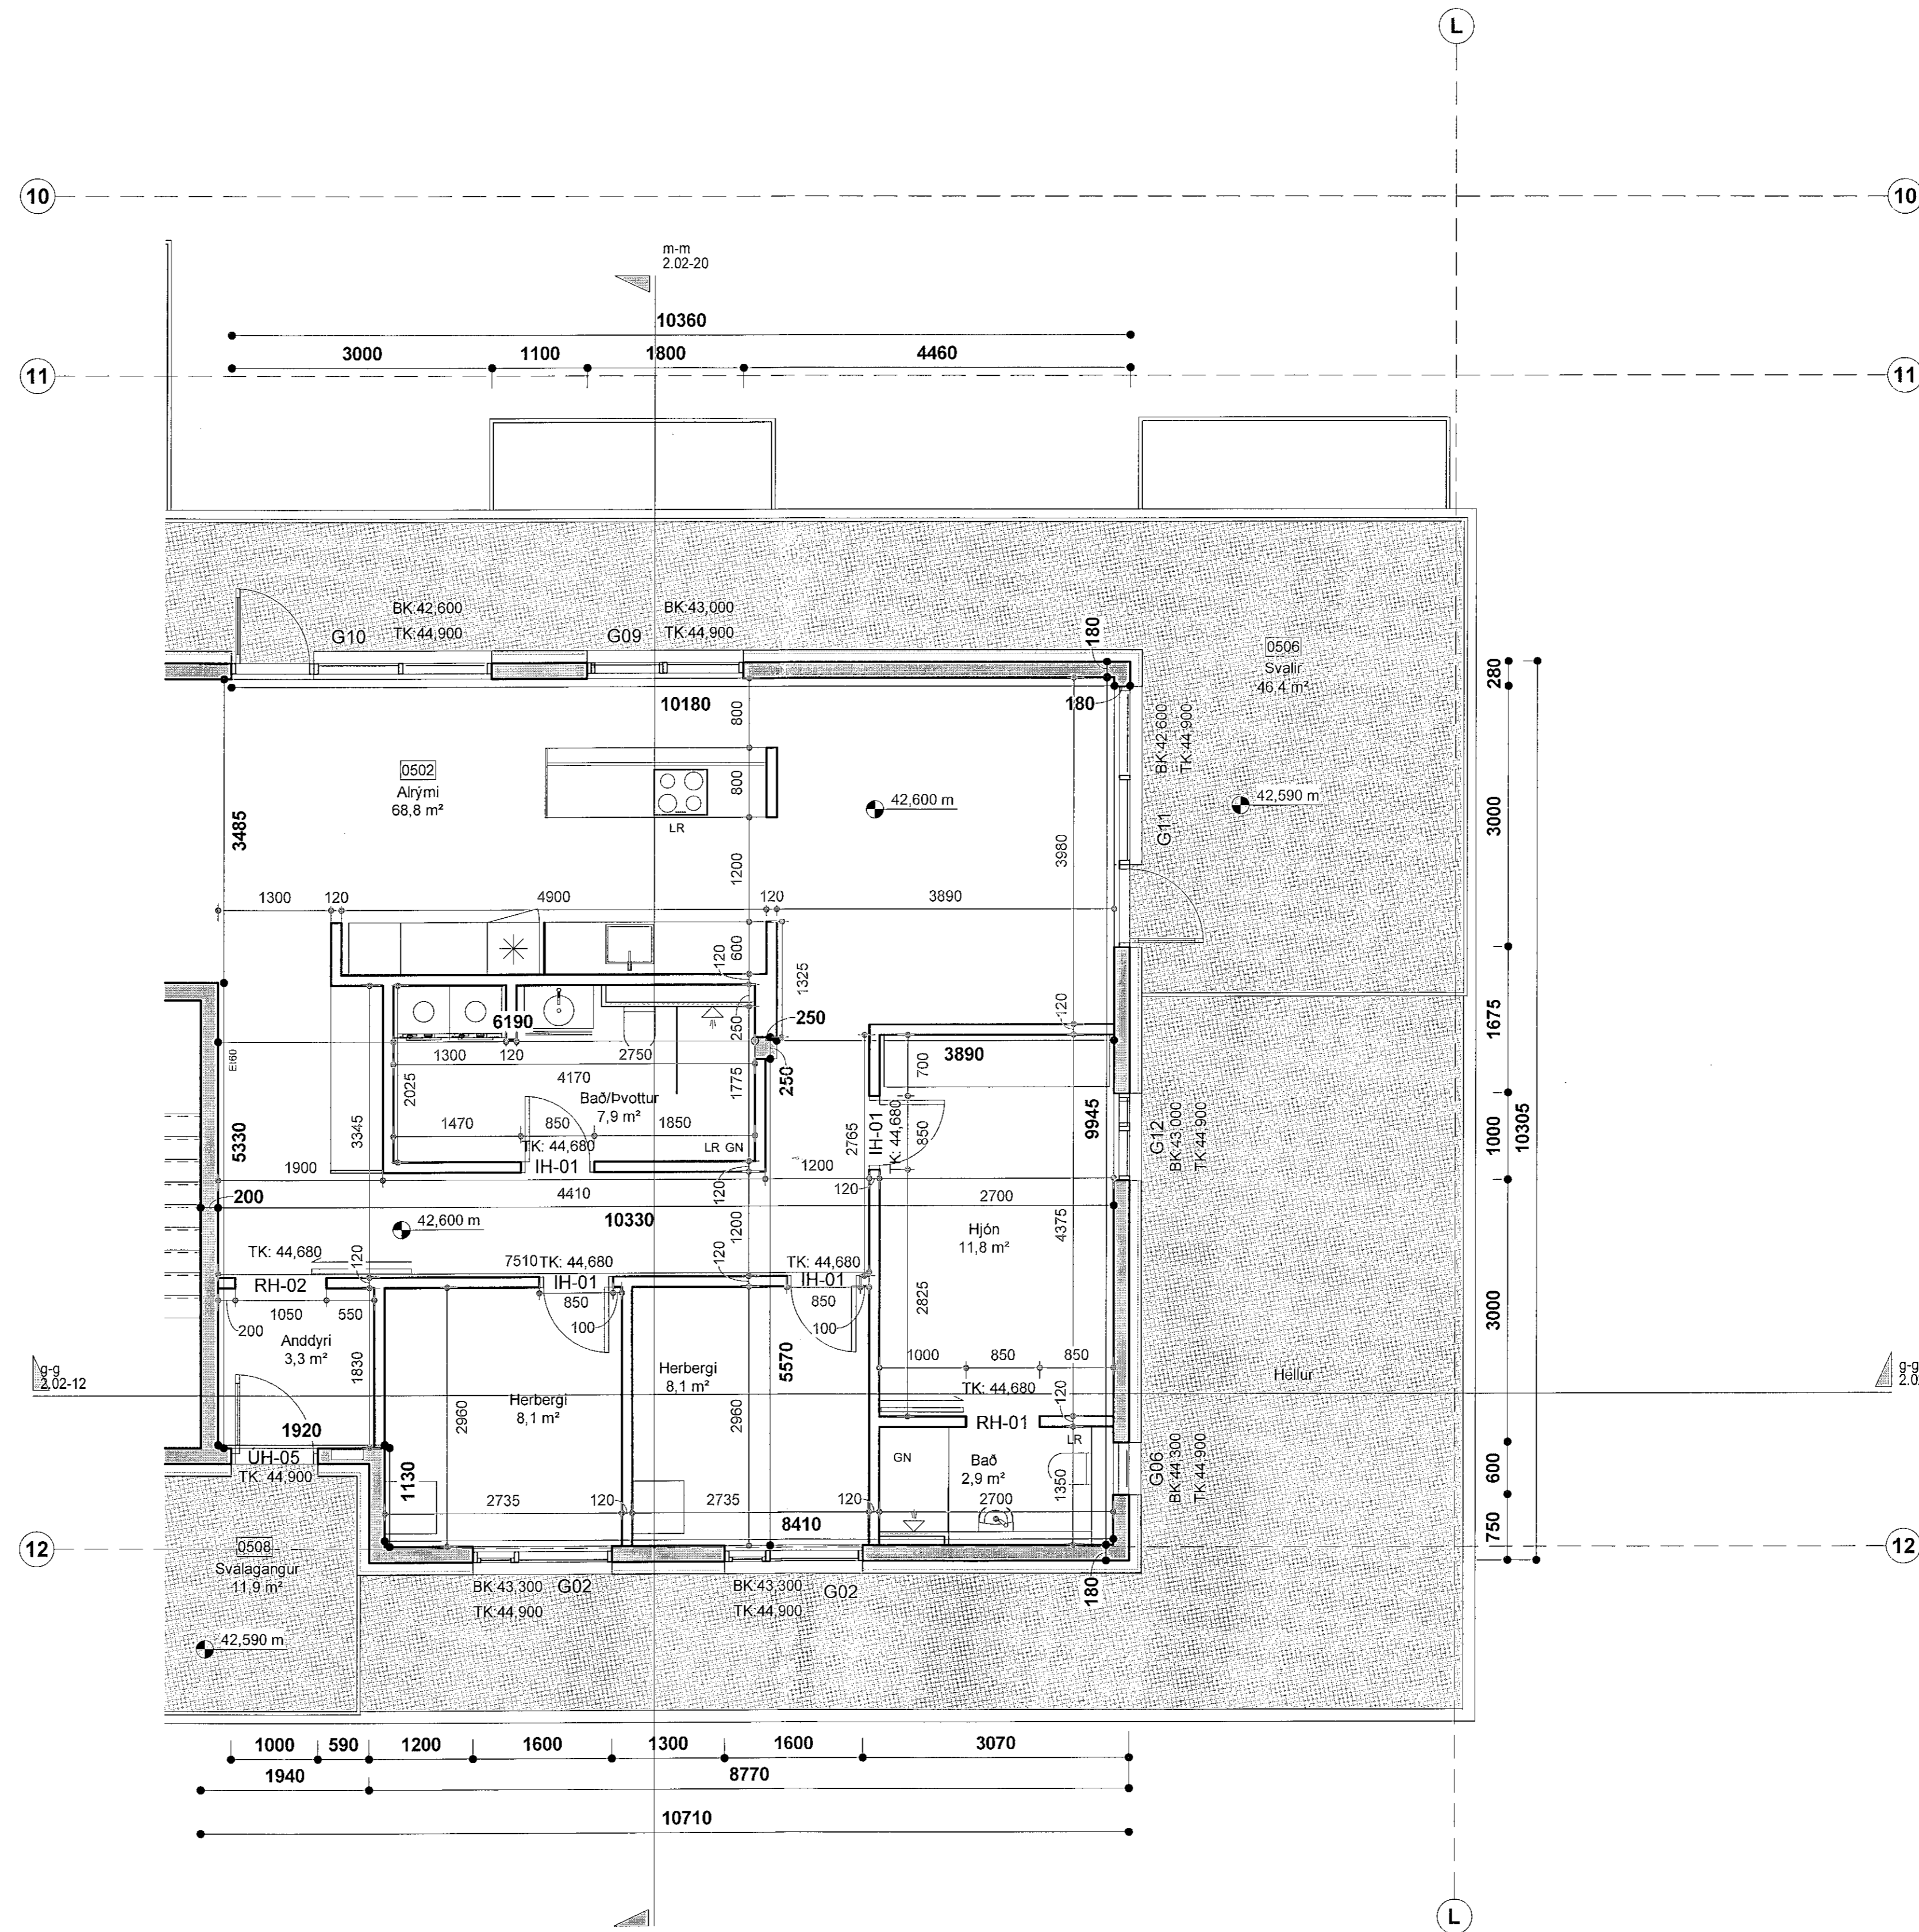 L
10
10
m-m
2.02-20
10360
3000
1100
1800
4460
11
11
BK:42,600
TK:44,900
G10
BK:43,000
TK:44,900
G09
180
0506
Svalir
46,4 m²
280
10180
800
180
BK:42,600
TK:44,900
0502
Alrými
68,8 m²
800
LR
42,600 m
42,590 m
3000
G11
3485
1200
3980
1300
120
4900
120
3890
600
120
1325
120
1675
6190
250
250
1300
120
2750
3890
700
EI60
4170
2025
1775
250
Bað/Þvottur
7,9 m²
1470
850
1850
TK: 44,680
LR GN
IH-01
3345
2765
IH-01
TK: 44,680
850
9945
G12
BK:43,000
TK:44,900
1000
10305
5330
1900
1200
120
120
4410
2700
200
42,600 m
10330
1200
Hjón
11,8 m²
4375
TK: 44,680
120
7510
TK: 44,680
120
TK: 44,680
RH-02
IH-01
IH-01
1050
550
850
850
2825
3000
200
100
100
Anddyri
3,3 m²
1830
Herbergi
8,1 m²
5570
1000
850
850
Hellur
g-g
2.02-12
g-g
2.0
Herbergi
8,1 m²
2960
2960
TK: 44,680
120
RH-01
1920
ÚH-05
TK: 44,900
GN
LR
Bað
2,9 m²
1350
G06
BK:44,300
TK:44,900
600
1130
2735
120
2735
120
2700
8410
750
12
12
0508
Svalagangur
11,9 m²
BK:43,300
TK:44,900
G02
BK:43,300
TK:44,900
G02
180
42,590 m
1000
590
1200
1600
1300
1600
3070
1940
8770
10710
L